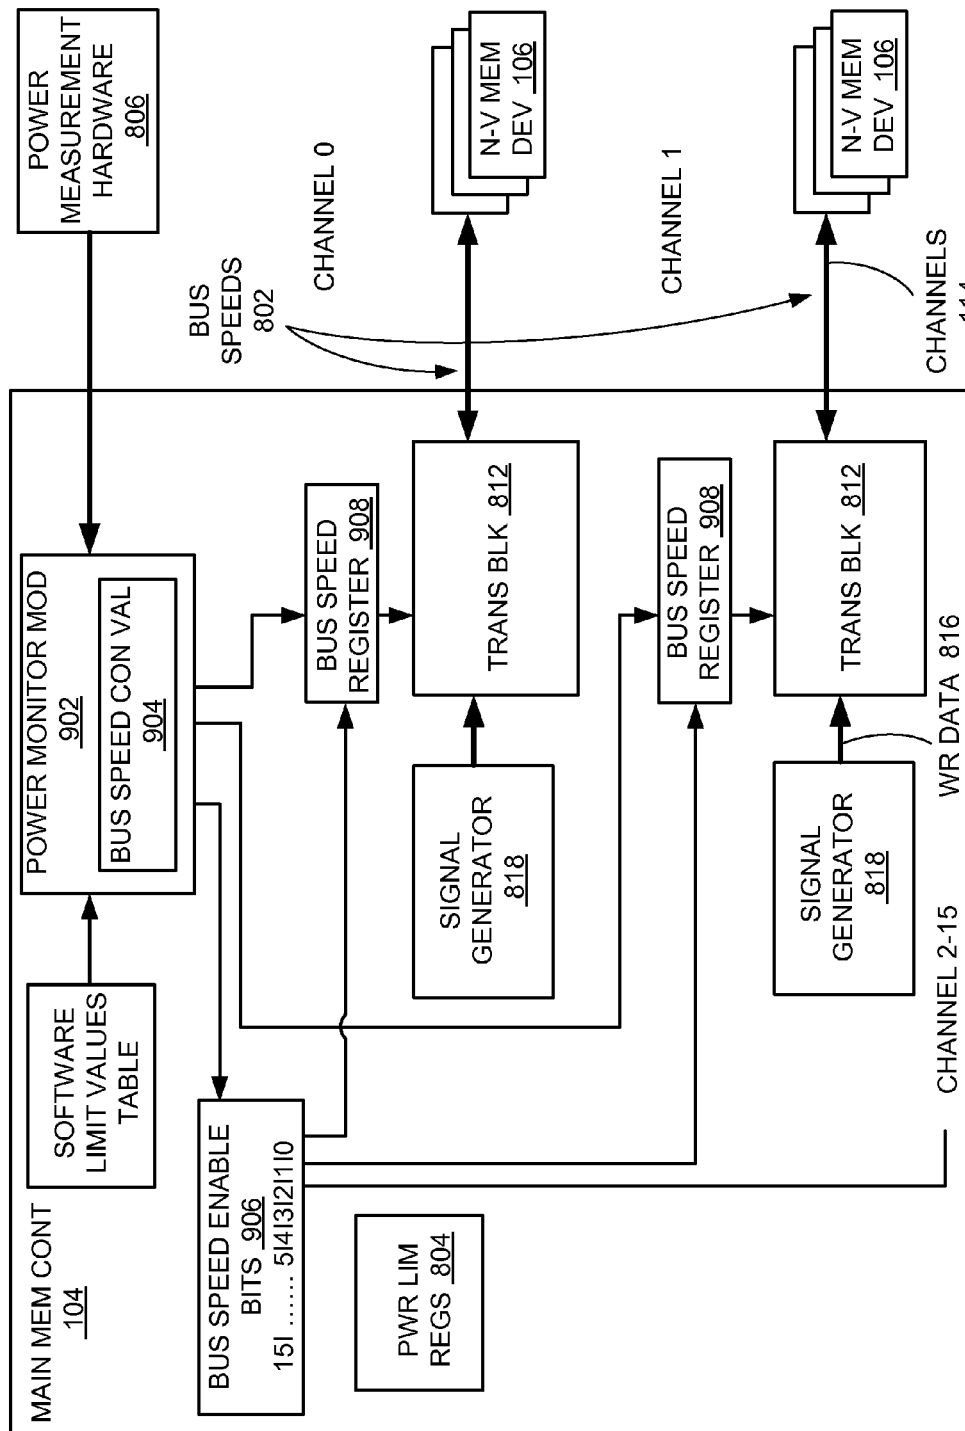 MAIN MEM CONT
104
SOFTWARE
LIMIT VALUES
TABLE
POWER MONITOR MOD
902
BUS SPEED CON VAL
904
POWER
MEASUREMENT
HARDWARE
806
BUS SPEED ENABLE
BITS 906
15I ...... 5I4I3I2I1I0
BUS SPEED
REGISTER 908
BUS
SPEEDS
802
CHANNEL 0
PWR LIM
REGS 804
SIGNAL
GENERATOR
818
TRANS BLK 812
N-V MEM
DEV 106
BUS SPEED
REGISTER 908
CHANNEL 1
SIGNAL
GENERATOR
818
TRANS BLK 812
N-V MEM
DEV 106
CHANNEL 2-15
WR DATA 816
CHANNELS